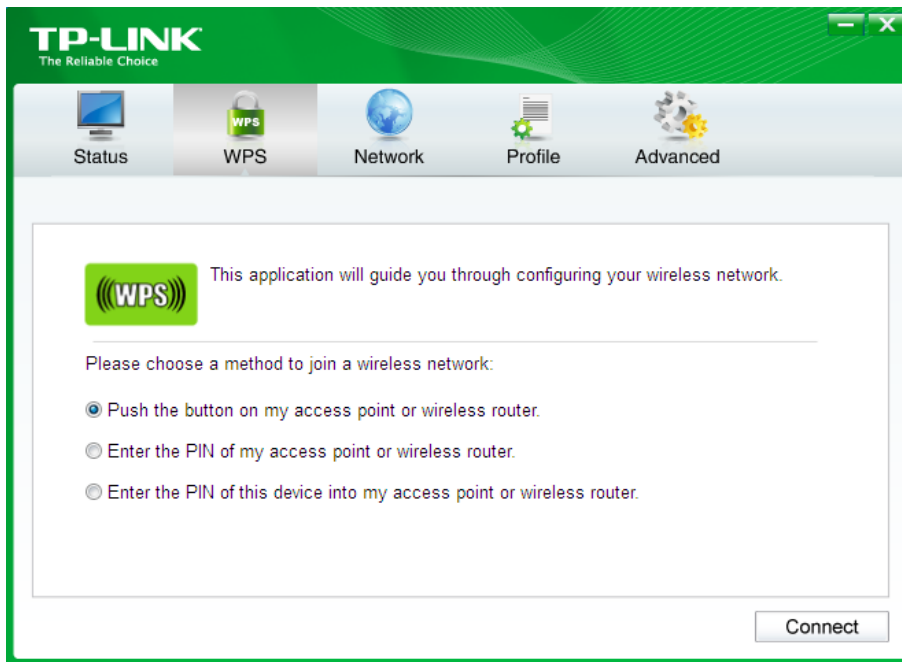 TP-LINK
The Reliable Choice
Status WPS Network Profile Advanced
WPS
(((WPS)))
This application will guide you through configuring your wireless network.
Please choose a method to join a wireless network:
Push the button on my access point or wireless router.
Enter the PIN of my access point or wireless router.
Enter the PIN of this device into my access point or wireless router.
Connect